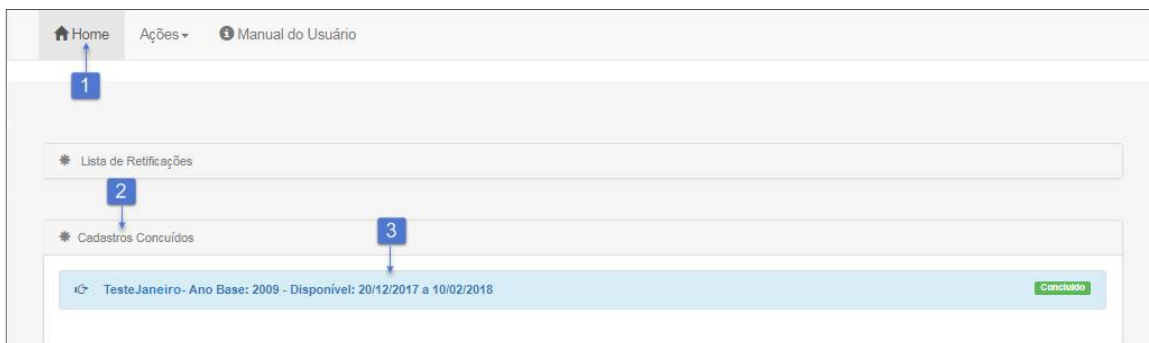 Home Ações Manual do Usuário
1
Lista de Retificações
2
3
Cadastros Concuídos
TesteJaneiro- Ano Base: 2009 - Disponível: 20/12/2017 a 10/02/2018 Concluído